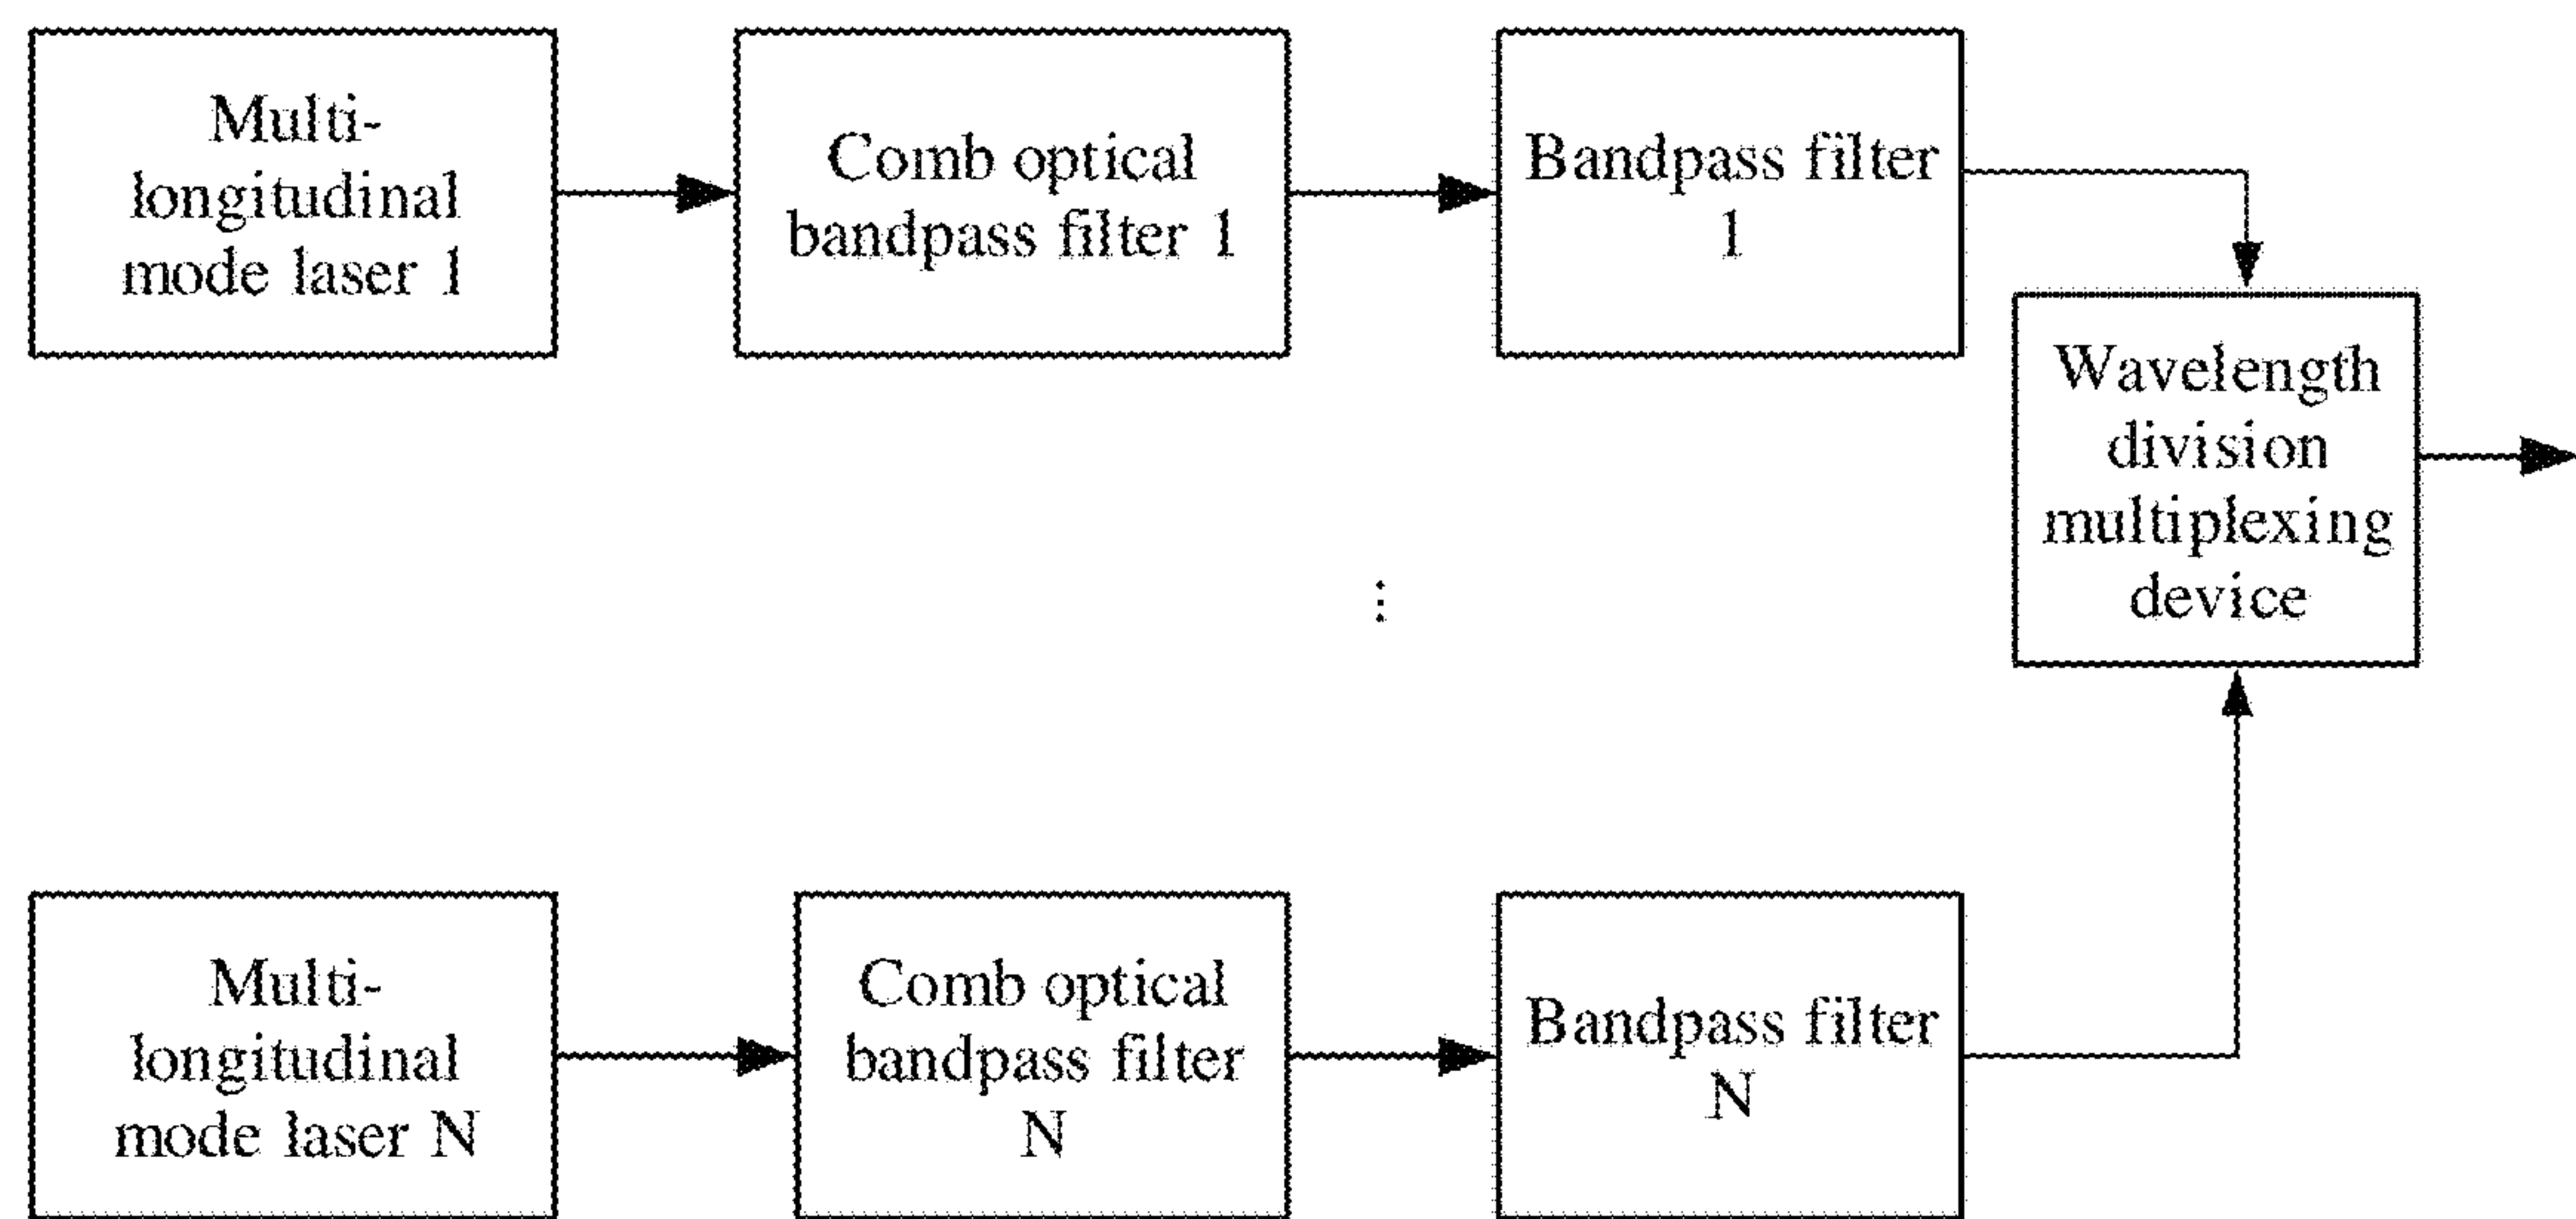 Multi-
longitudinal
mode laser 1
Comb optical
bandpass filter 1
Bandpass filter
1
Wavelength
division
multiplexing
device
⋮
Multi-
longitudinal
mode laser N
Comb optical
bandpass filter
N
Bandpass filter
N